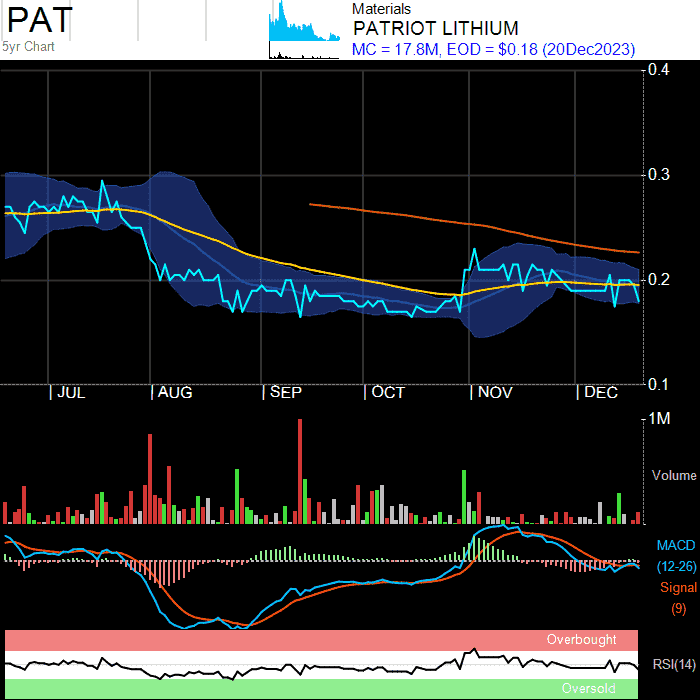 PAT
5yr Chart
Materials
PATRIOT LITHIUM
MC = 17.8M, EOD = $0.18 (20Dec2023)
0.4
0.3
0.2
0.1
| JUL | AUG | SEP | OCT | NOV | DEC
1M
Volume
MACD
(12-26)
Signal
(9)
Overbought
RSI(14)
Oversold